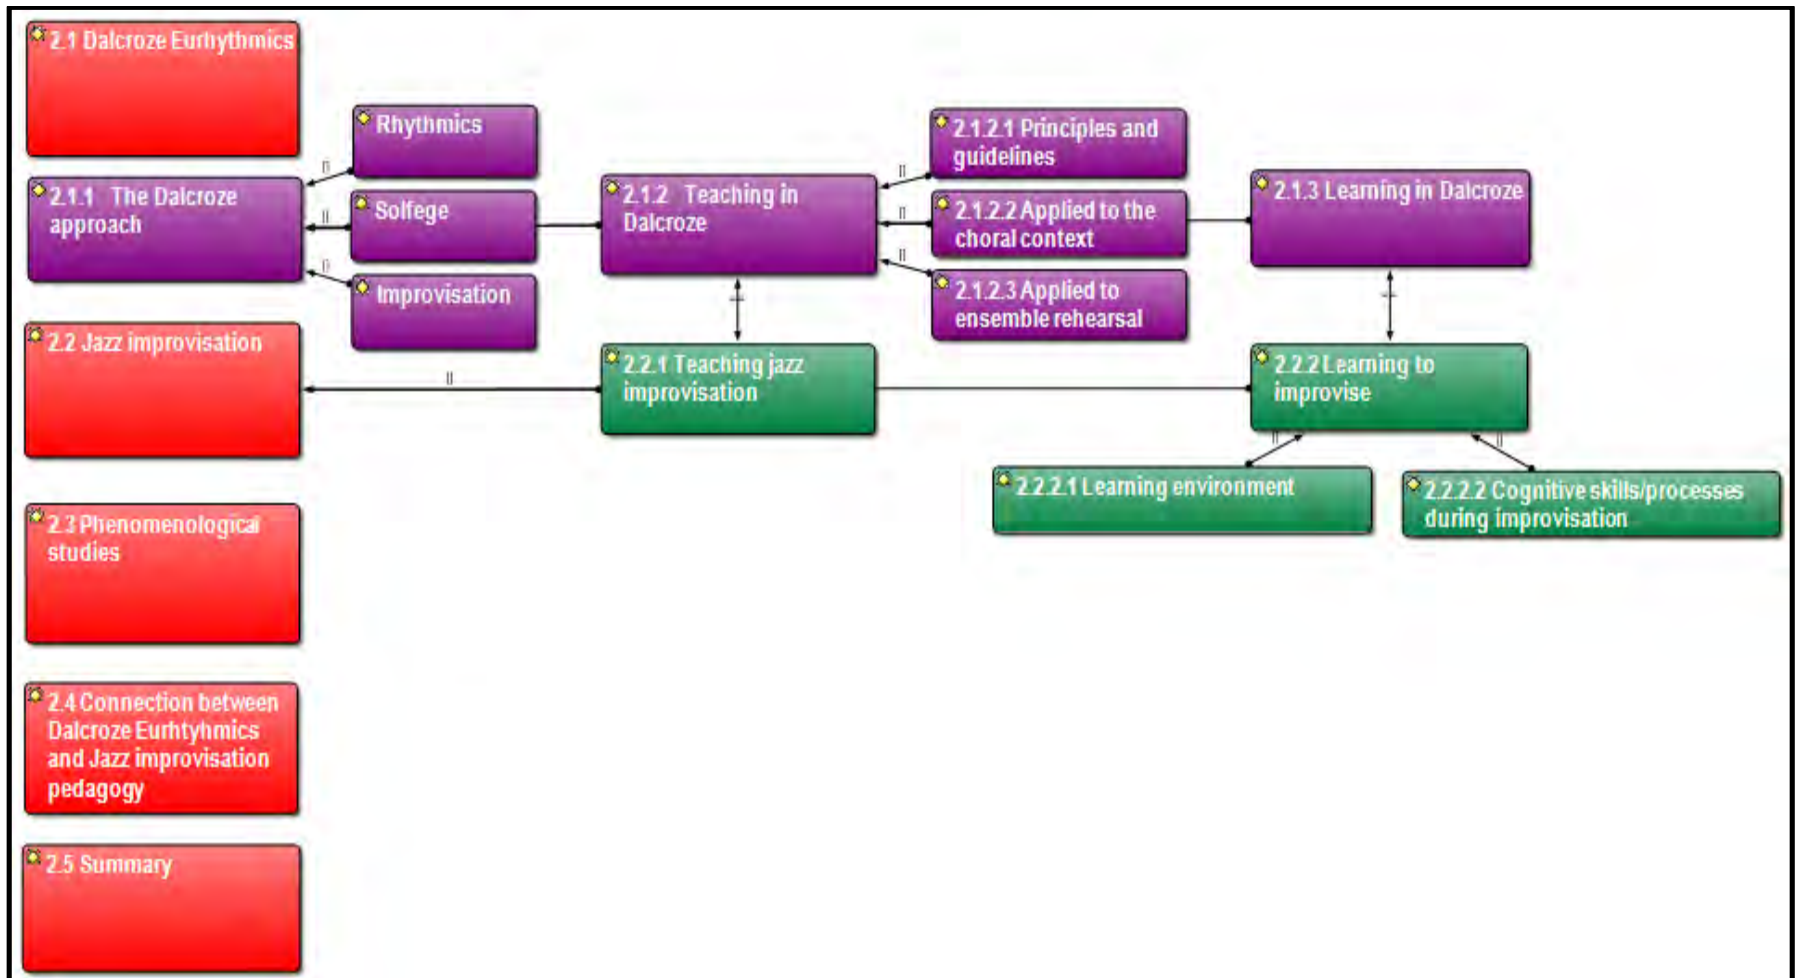 2.1 Dalcroze Eurhythmics
Rhythmics
2.1.1 The Dalcroze
approach
Solfege
Improvisation
2.1.2 Teaching in
Dalcroze
2.1.2.1 Principles and
guidelines
2.1.2.2 Applied to the
choral context
2.1.2.3 Applied to
ensemble rehearsal
2.1.3 Learning in Dalcroze
2.2 Jazz improvisation
2.2.1 Teaching jazz
improvisation
2.2.2 Learning to
improvise
2.2.2.1 Learning environment
2.2.2.2 Cognitive skills/processes
during improvisation
2.3 Phenomenological
studies
2.4 Connection between
Dalcroze Eurhtyhmics
and Jazz improvisation
pedagogy
2.5 Summary